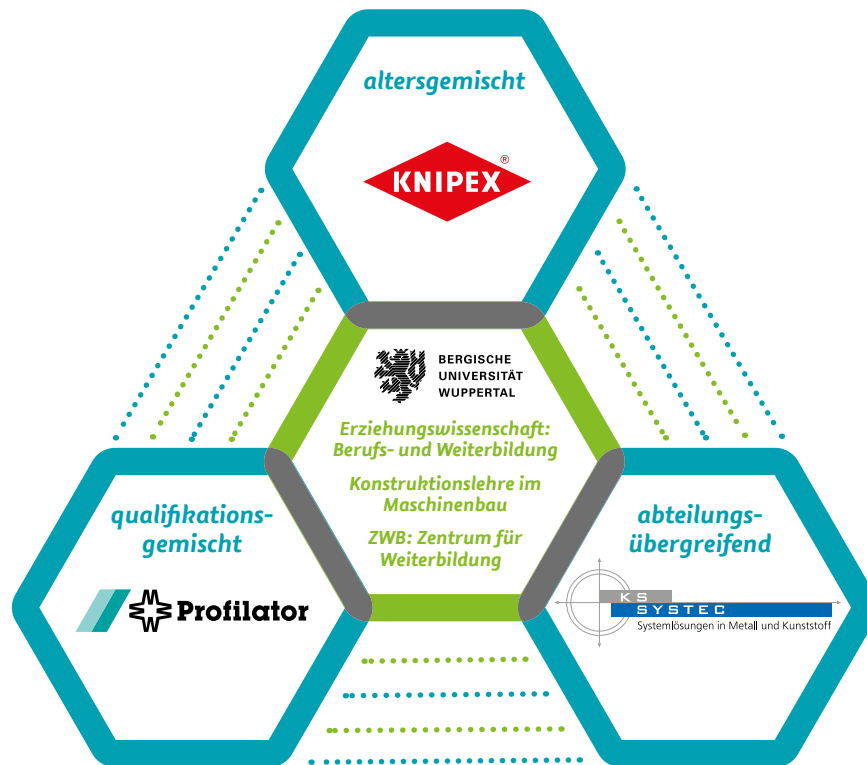 altersgemischt
KNIPEX®
BERGISCHE
UNIVERSITÄT
WUPPERTAL
Erziehungswissenschaft:
Berufs- und Weiterbildung
Konstruktionslehre im
Maschinenbau
ZWB: Zentrum für
Weiterbildung
qualifikations-
gemischt
Profilator
abteilungs-
übergreifend
KS
SYSTEC
Systemlösungen in Metall und Kunststoff